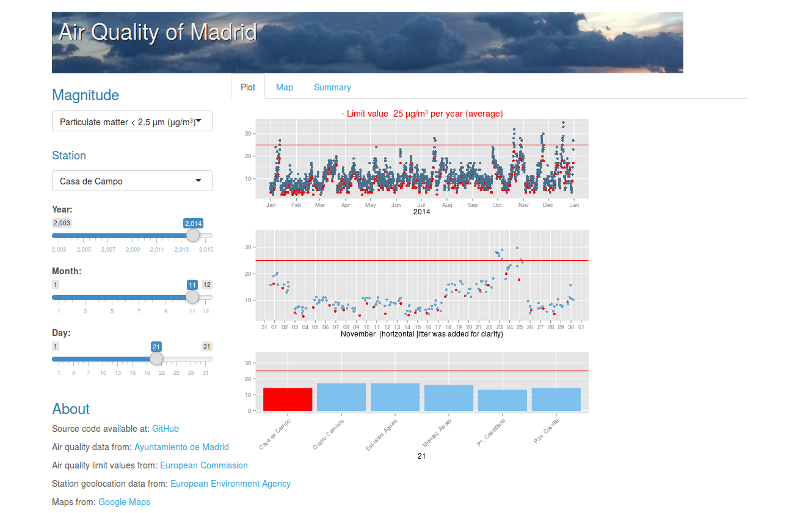 Air Quality of Madrid
Magnitude
Particulate matter < 2.5 µm (µg/m³)
Station
Casa de Campo
Year:
2,003 2,014
2,003 2,005 2,007 2,009 2,011 2,013 2,015
Month:
1 11 12
1 3 5 7 9 11 12
Day:
1 21 31
1 4 7 10 13 16 19 22 25 28 31
About
Source code available at: GitHub
Air quality data from: Ayuntamiento de Madrid
Air quality limit values from: European Commission
Station geolocation data from: European Environment Agency
Maps from: Google Maps
Plot Map Summary
- Limit value 25 µg/m³ per year (average)
30
20
10
Jan Feb Mar Apr May Jun Jul Aug Sep Oct Nov Dec Jan
2014
30
20
10
31 01 02 03 04 05 06 07 08 09 10 11 12 13 14 15 16 17 18 19 20 21 22 23 24 25 26 27 28 29 30 01
November (horizontal jitter was added for clarity)
30
20
10
0
Casa de Campo
Cuatro Caminos
Escuelas Aguirre
Méndez Álvaro
Pº. Castellana
Pza. Castilla
21